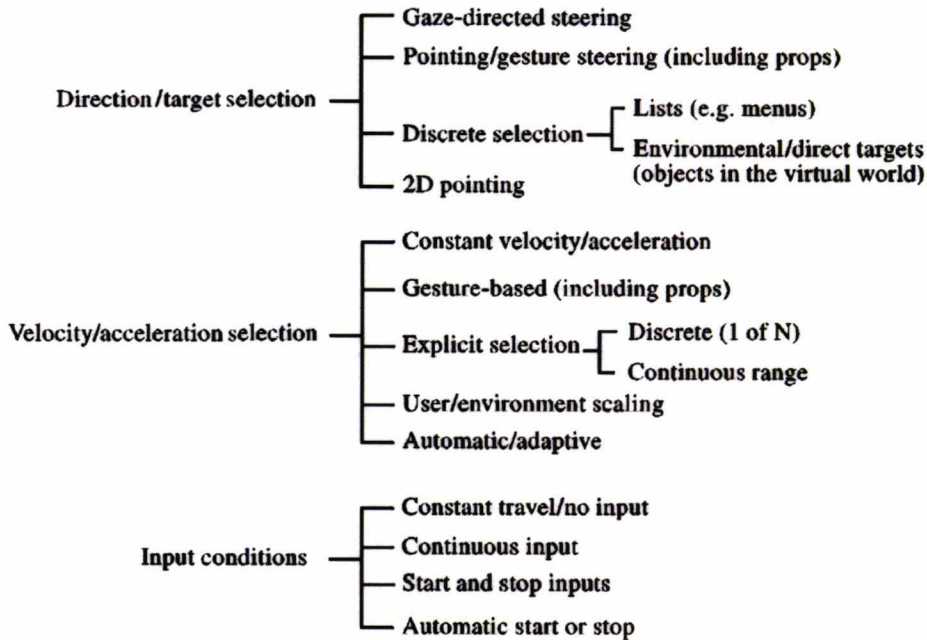 Gaze-directed steering
Pointing/gesture steering (including props)
Direction/target selection
Discrete selection
Lists (e.g. menus)
Environmental/direct targets
(objects in the virtual world)
2D pointing
Constant velocity/acceleration
Gesture-based (including props)
Velocity/acceleration selection
Explicit selection
Discrete (1 of N)
Continuous range
User/environment scaling
Automatic/adaptive
Constant travel/no input
Input conditions
Continuous input
Start and stop inputs
Automatic start or stop